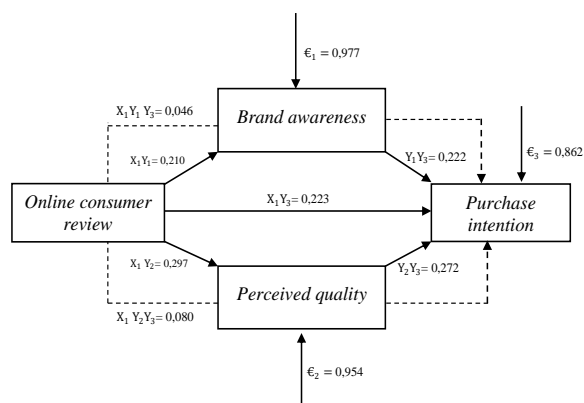 €₁ = 0,977
X₁Y₁ Y₃= 0,046
Brand awareness
€₃ = 0,862
X₁Y₁= 0,210
Y₁Y₃= 0,222
Online consumer
review
X₁Y₃= 0,223
Purchase
intention
X₁ Y₂= 0,297
Y₂Y₃= 0,272
Perceived quality
X₁ Y₂Y₃= 0,080
€₂ = 0,954